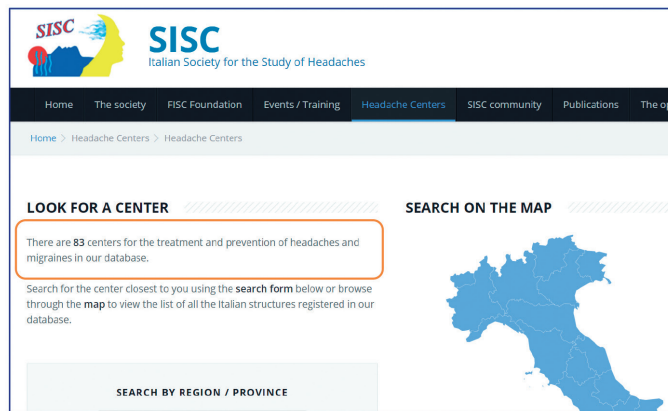 SISC
SISC
Italian Society for the Study of Headaches
Home The society FISC Foundation Events / Training Headache Centers SISC community Publications The op
Home > Headache Centers > Headache Centers
LOOK FOR A CENTER
There are 83 centers for the treatment and prevention of headaches and
migraines in our database.
Search for the center closest to you using the search form below or browse
through the map to view the list of all the Italian structures registered in our
database.
SEARCH BY REGION / PROVINCE
SEARCH ON THE MAP